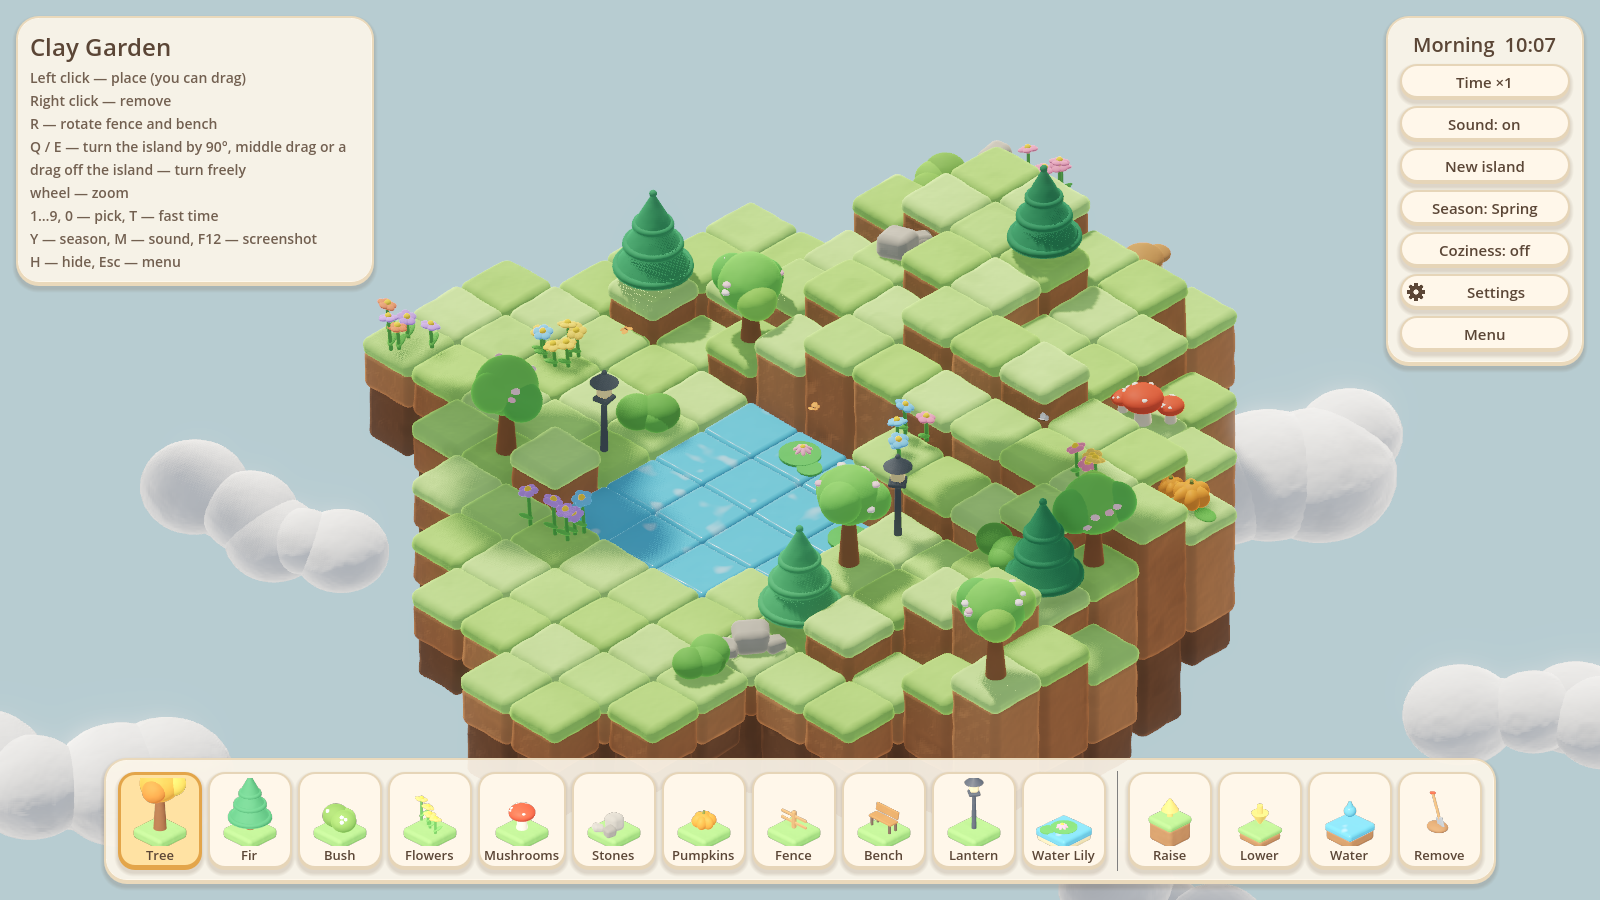 Clay Garden
Left click — place (you can drag)
Right click — remove
R — rotate fence and bench
Q / E — turn the island by 90°, middle drag or a
drag off the island — turn freely
wheel — zoom
1...9, 0 — pick, T — fast time
Y — season, M — sound, F12 — screenshot
H — hide, Esc — menu
Morning 10:07
Time ×1
Sound: on
New island
Season: Spring
Coziness: off
Settings
Menu
Tree
Fir
Bush
Flowers
Mushrooms
Stones
Pumpkins
Fence
Bench
Lantern
Water Lily
Raise
Lower
Water
Remove